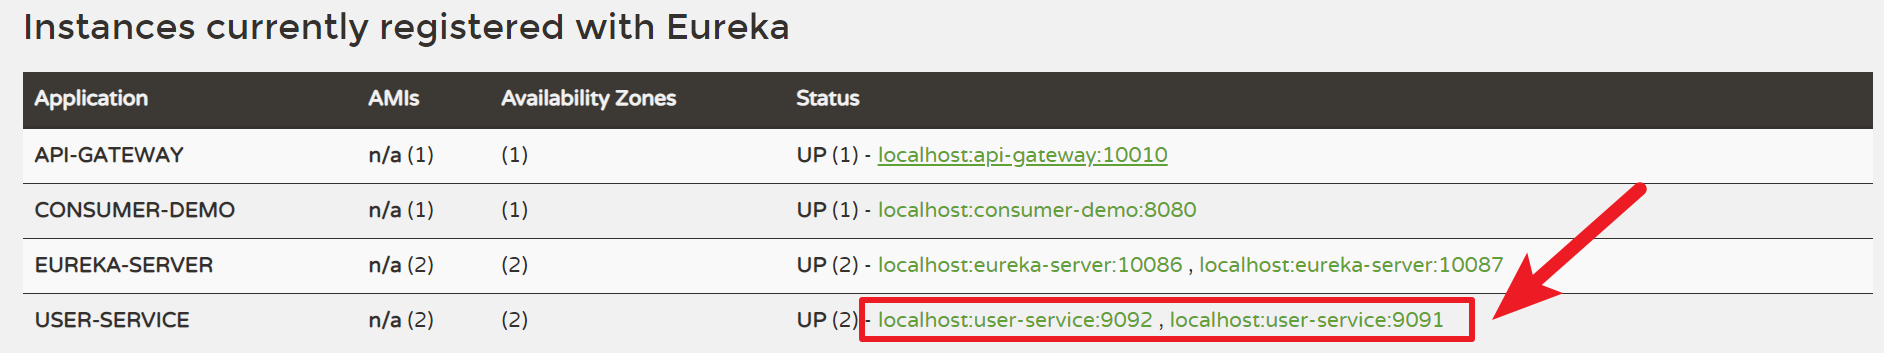 Instances currently registered with Eureka
Application AMIs Availability Zones Status
API-GATEWAY n/a (1) (1) UP (1) - localhost:api-gateway:10010
CONSUMER-DEMO n/a (1) (1) UP (1) - localhost:consumer-demo:8080
EUREKA-SERVER n/a (2) (2) UP (2) - localhost:eureka-server:10086 , localhost:eureka-server:10087
USER-SERVICE n/a (2) (2) UP (2) - localhost:user-service:9092 , localhost:user-service:9091